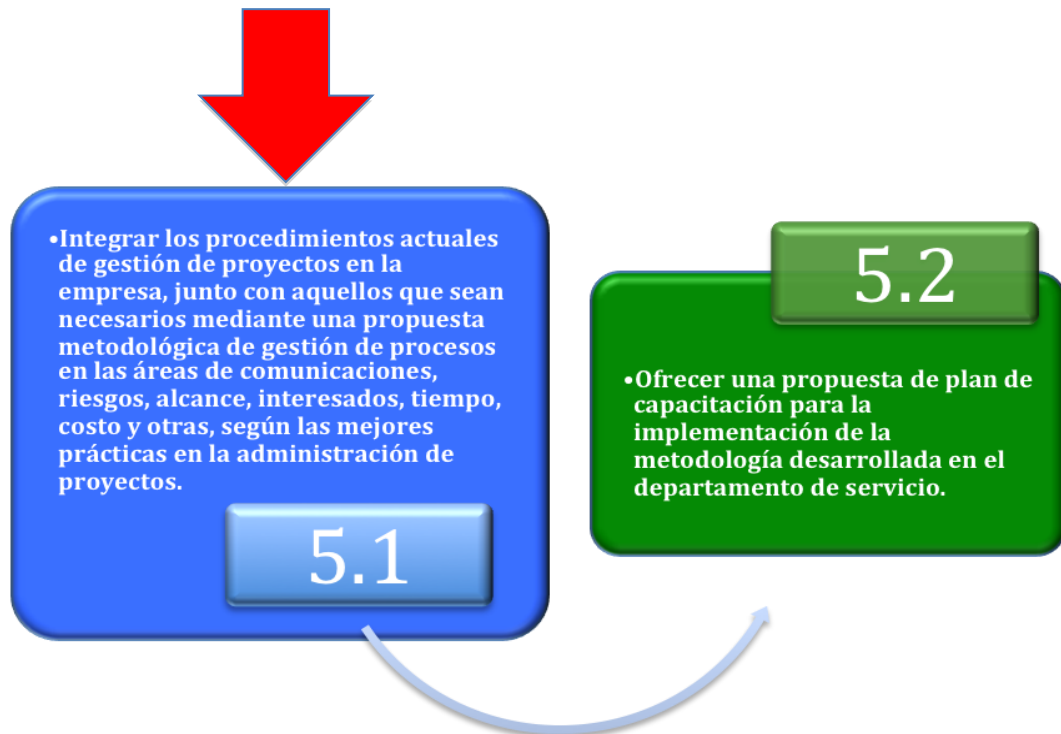 •Integrar los procedimientos actuales
de gestión de proyectos en la
empresa, junto con aquellos que sean
necesarios mediante una propuesta
metodológica de gestión de procesos
en las áreas de comunicaciones,
riesgos, alcance, interesados, tiempo,
costo y otras, según las mejores
prácticas en la administración de
proyectos.
5.1
5.2
•Ofrecer una propuesta de plan de
capacitación para la
implementación de la
metodología desarrollada en el
departamento de servicio.